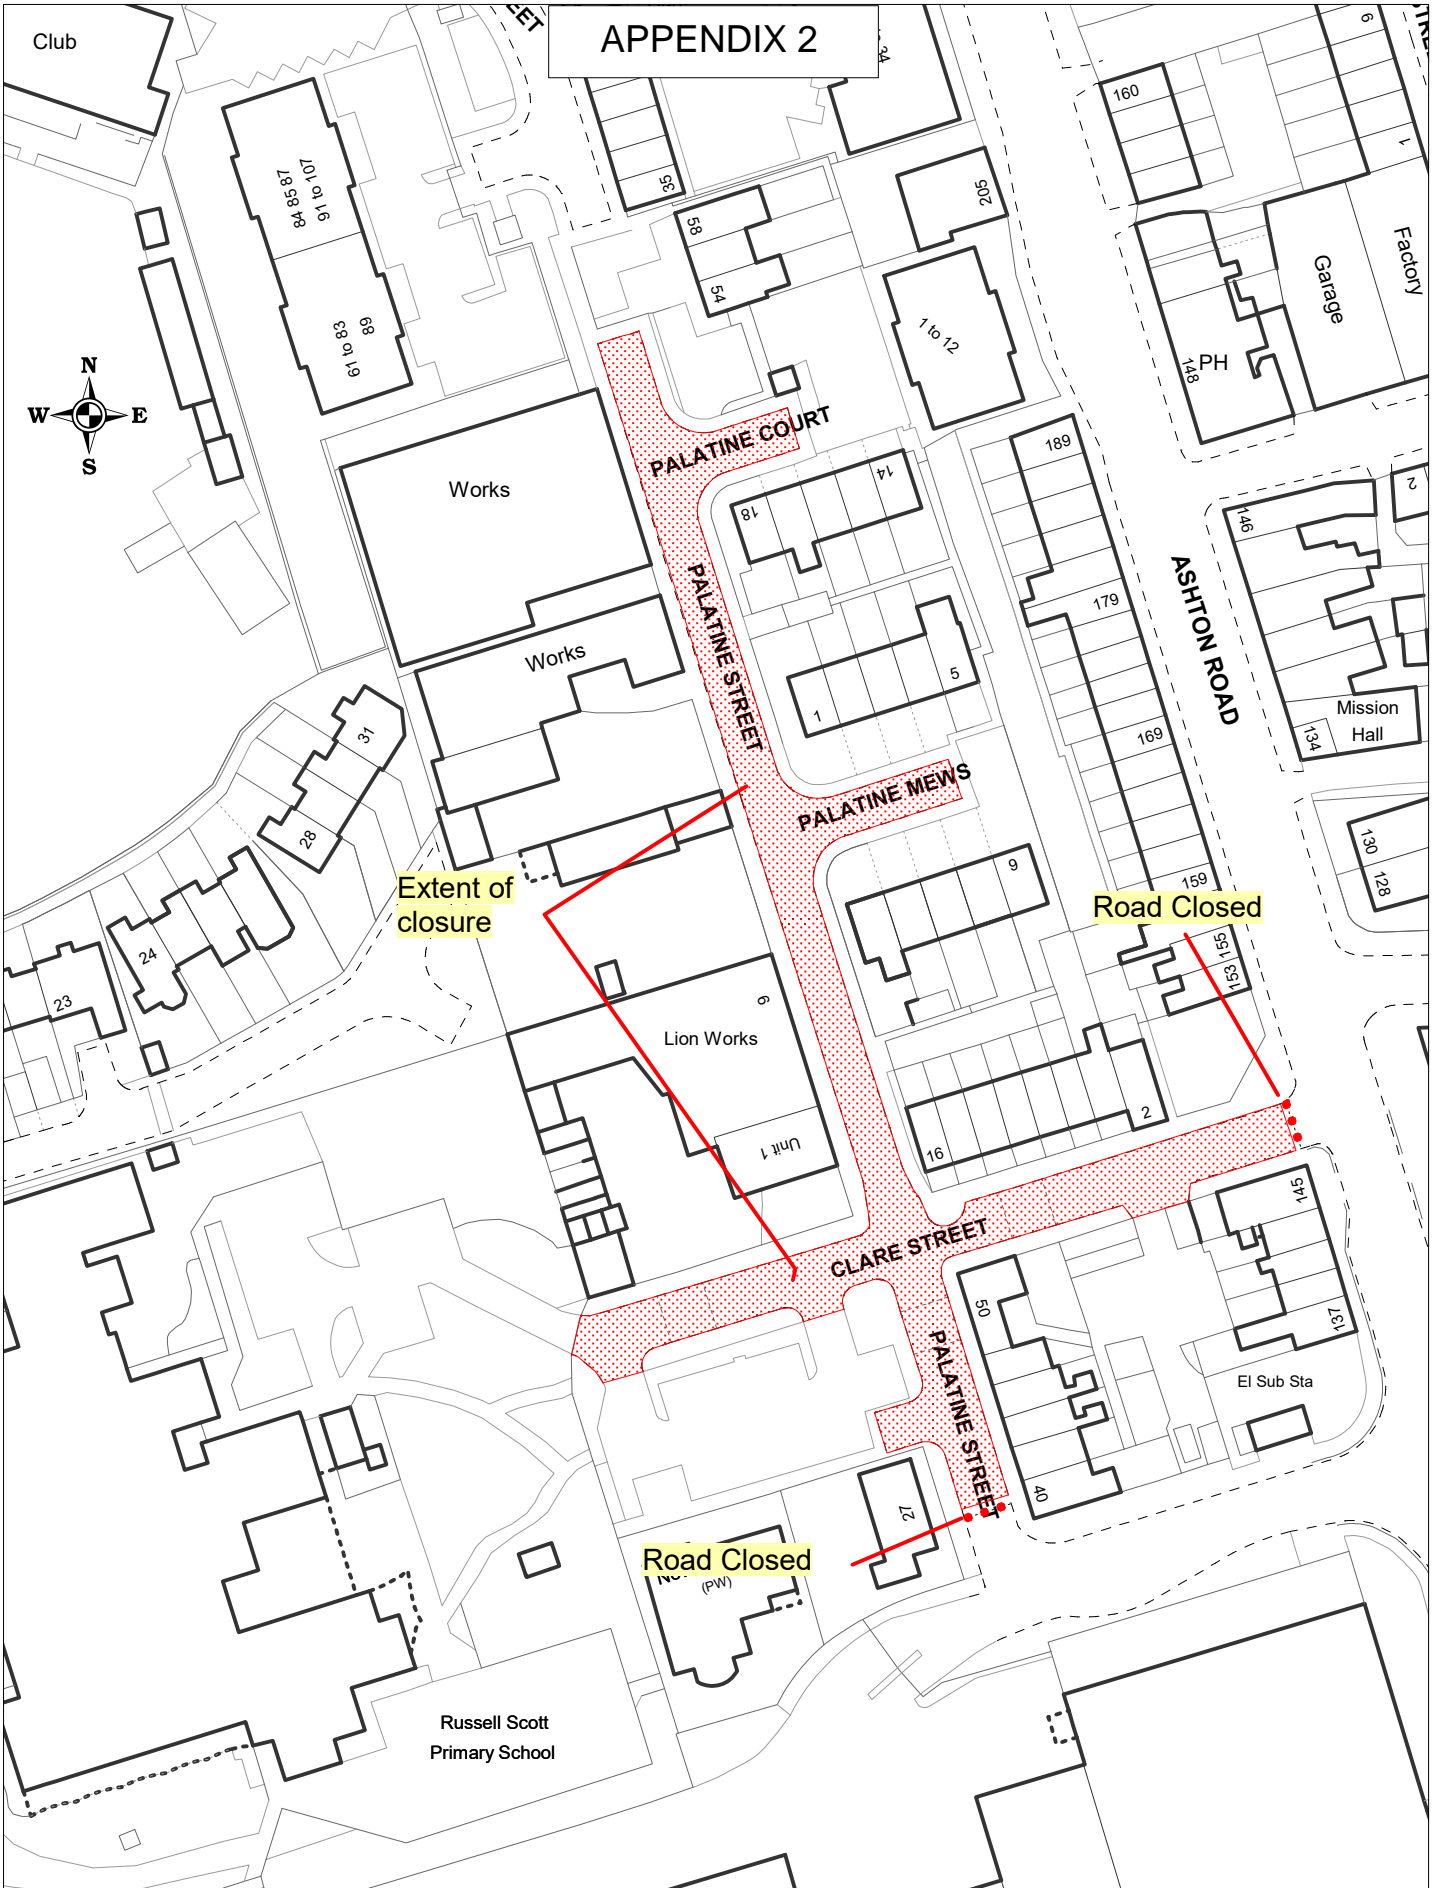 APPENDIX 2
Club
EET
34
9
160
1
35
205
84 85 87
91 to 107
58
54
Factory
Garage
89
61 to 83
1 to 12
148
PH
N
W
E
S
PALATINE COURT
189
Works
14
18
2
146
ASHTON ROAD
PALATINE STREET
179
Works
5
1
Mission
Hall
134
31
169
PALATINE MEWS
28
130
128
9
159
Extent of
closure
Road Closed
155
153
24
23
6
Lion Works
2
16
Unit 1
145
CLARE STREET
50
137
PALATINE STREET
El Sub Sta
40
27
Road Closed
(PW)
Russell Scott
Primary School